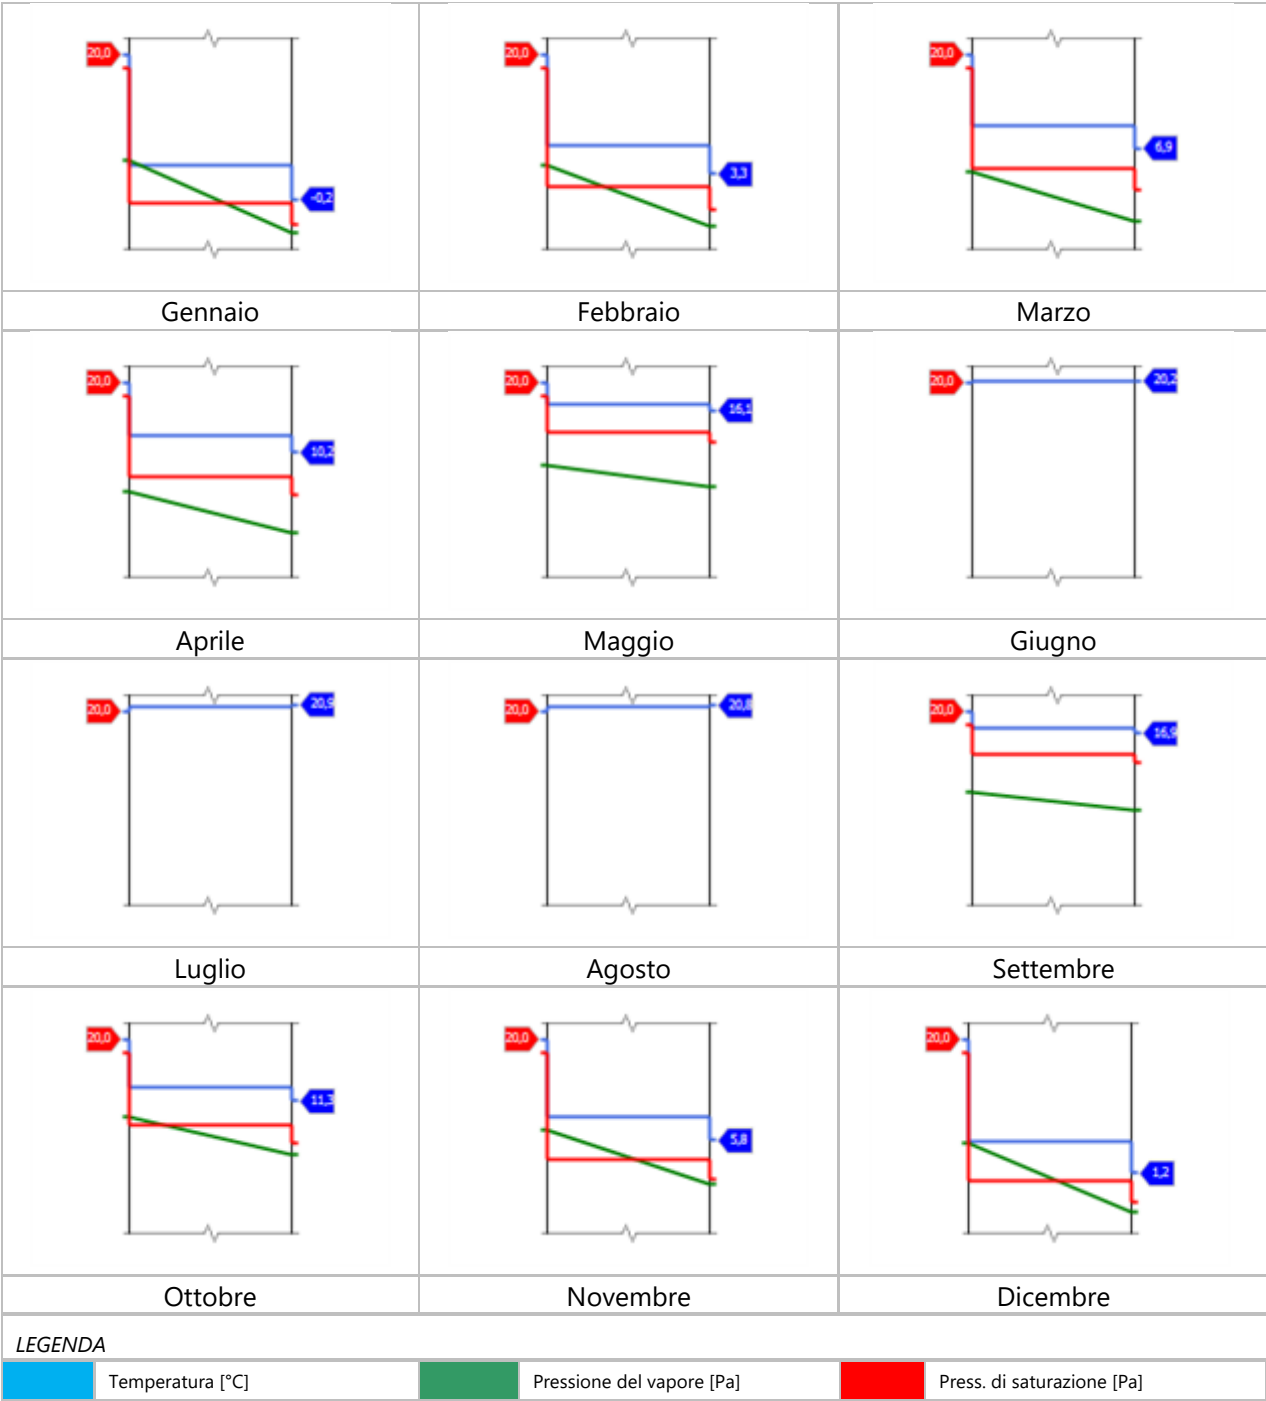 20,0 -0,2 20,0 3,3 20,0 6,9
Gennaio Febbraio Marzo
20,0 10,2 20,0 16,1 20,0 20,2
Aprile Maggio Giugno
20,0 20,9 20,0 20,8 20,0 16,9
Luglio Agosto Settembre
20,0 11,3 20,0 5,8 20,0 1,2
Ottobre Novembre Dicembre
LEGENDA
Temperatura [°C] Pressione del vapore [Pa] Press. di saturazione [Pa]